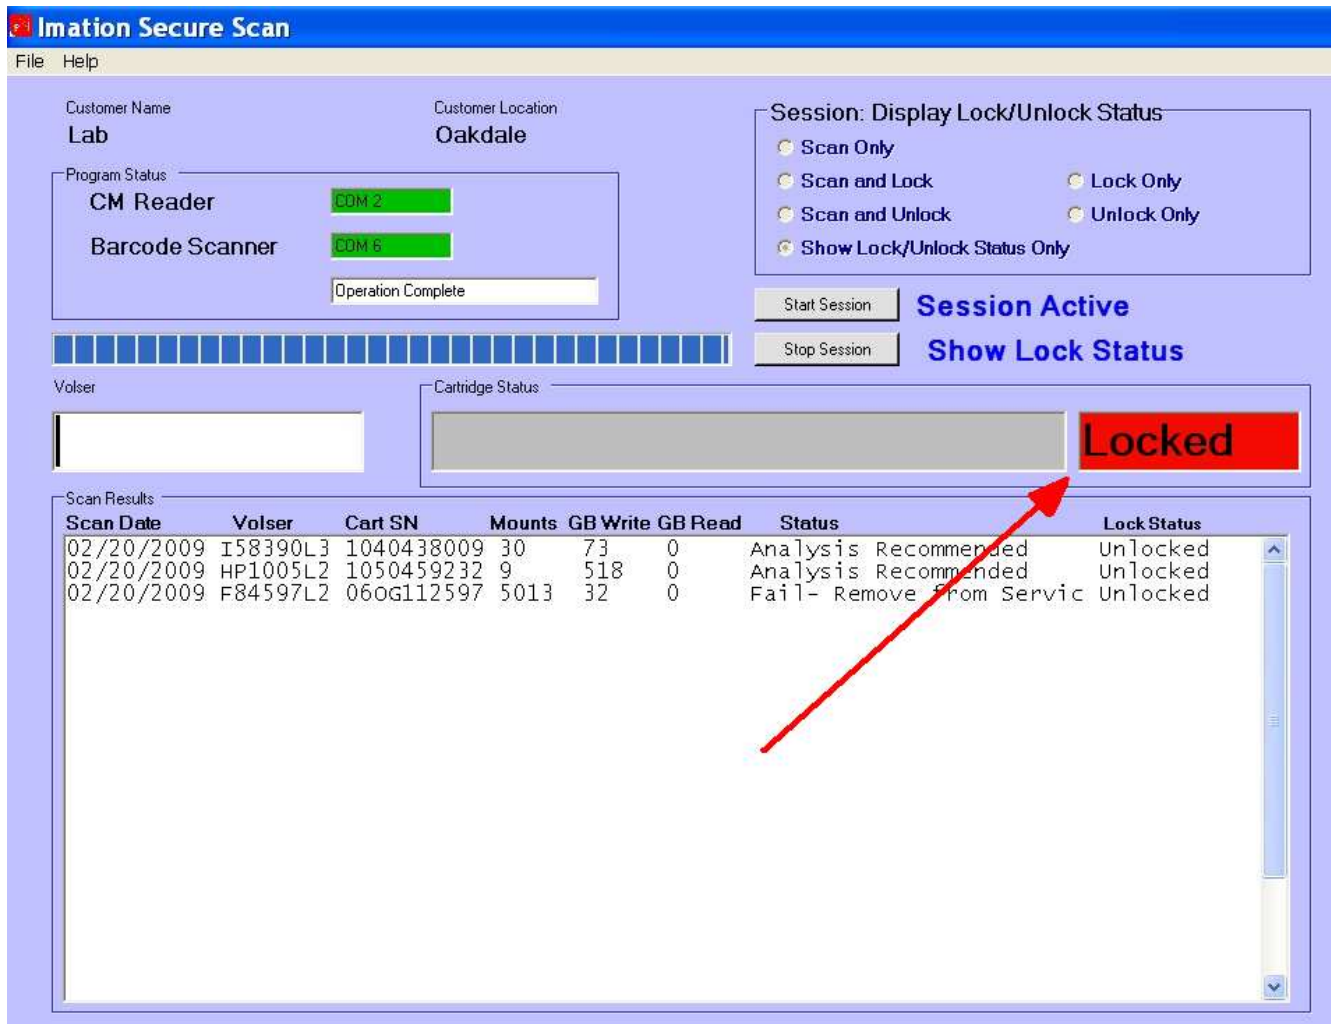 Imation Secure Scan
File Help
Customer Name
Customer Location
Lab
Oakdale
Program Status
CM Reader
COM 2
Barcode Scanner
COM 6
Operation Complete
Session: Display Lock/Unlock Status
Scan Only
Scan and Lock
Lock Only
Scan and Unlock
Unlock Only
Show Lock/Unlock Status Only
Start Session
Session Active
Stop Session
Show Lock Status
Volser
Cartridge Status
Locked
Scan Results
Scan Date Volser Cart SN Mounts GB Write GB Read Status Lock Status
02/20/2009 I58390L3 1040438009 30 73 0 Analysis Recommended Unlocked
02/20/2009 HP1005L2 1050459232 9 518 0 Analysis Recommended Unlocked
02/20/2009 F84597L2 060G112597 5013 32 0 Fail- Remove from Servic Unlocked